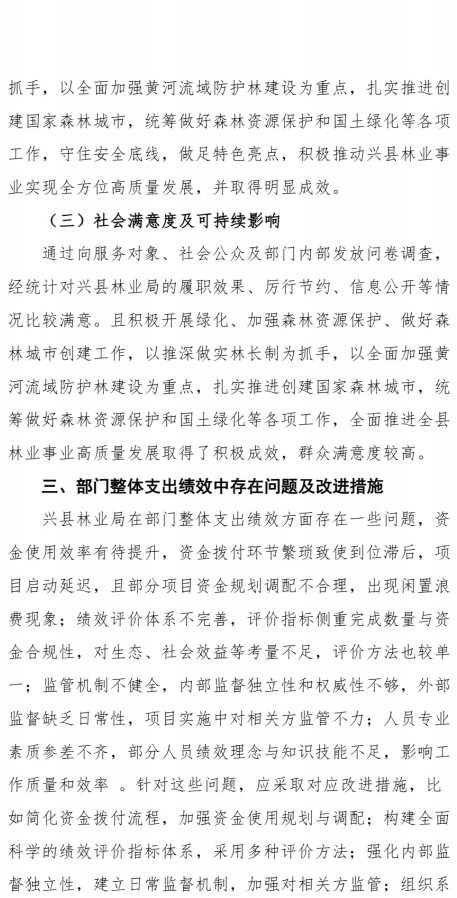 抓手，以全面加强黄河流域防护林建设为重点，扎实推进创
建国家森林城市，统筹做好森林资源保护和国土绿化等各项
工作，守住安全底线，做足特色亮点，积极推动兴县林业事
业实现全方位高质量发展，并取得明显成效。
（三）社会满意度及可持续影响
通过向服务对象、社会公众及部门内部发放问卷调查，
经统计对兴县林业局的履职效果、厉行节约、信息公开等情
况比较满意。且积极开展绿化、加强森林资源保护、做好森
林城市创建工作，以推深做实林长制为抓手，以全面加强黄
河流域防护林建设为重点，扎实推进创建国家森林城市，统
筹做好森林资源保护和国土绿化等各项工作，全面推进全县
林业事业高质量发展取得了积极成效，群众满意度较高。
三、部门整体支出绩效中存在问题及改进措施
兴县林业局在部门整体支出绩效方面存在一些问题，资
金使用效率有待提升，资金拨付环节繁琐致使到位滞后，项
目启动延迟，且部分项目资金规划调配不合理，出现闲置浪
费现象；绩效评价体系不完善，评价指标侧重完成数量与资
金合规性，对生态、社会效益等考量不足，评价方法也较单
一；监管机制不健全，内部监督独立性和权威性不够，外部
监督缺乏日常性，项目实施中对相关方监管不力；人员专业
素质参差不齐，部分人员绩效理念与知识技能不足，影响工
作质量和效率 。针对这些问题，应采取对应改进措施，比
如简化资金拨付流程，加强资金使用规划与调配；构建全面
科学的绩效评价指标体系，采用多种评价方法；强化内部监
督独立性，建立日常监督机制，加强对相关方监管；组织系